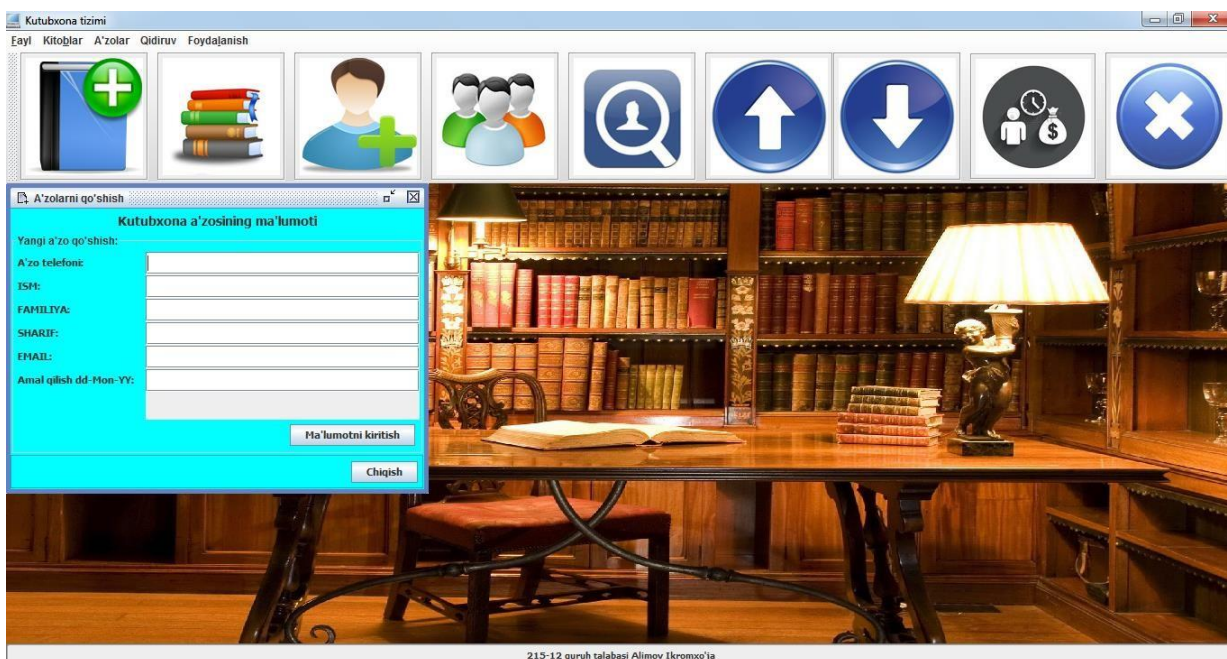 Kutubxona tizimi
Fayl Kitoblar A'zolar Qidiruv Foydalanish
A'zolarni qo'shish
Kutubxona a'zosining ma'lumoti
Yangi a'zo qo'shish:
A'zo telefoni:
ISM:
FAMILIYA:
SHARIF:
EMAIL:
Amal qilish dd-Mon-YY:
Ma'lumotni kiritish
Chiqish
215-12 guruh talabasi Alimov Ikromxo'ja